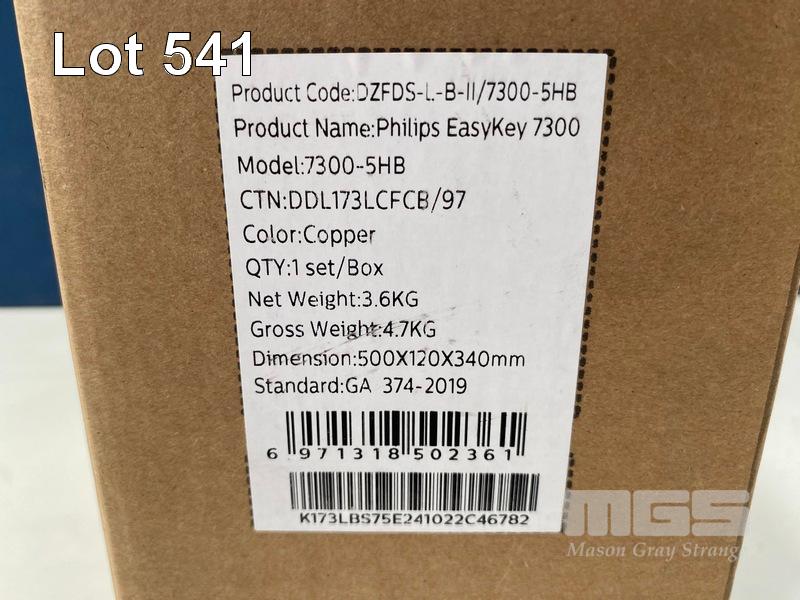 Lot 541
Product Code:DZFDS-L-B-II/7300-5HB
Product Name:Philips EasyKey 7300
Model:7300-5HB
CTN:DDL173LCFCB/97
Color:Copper
QTY:1 set/Box
Net Weight:3.6KG
Gross Weight:4.7KG
Dimension:500X120X340mm
Standard:GA 374-2019
6 971318 502361
K173LBS75E241022C46782
MGS
Mason Gray Strang